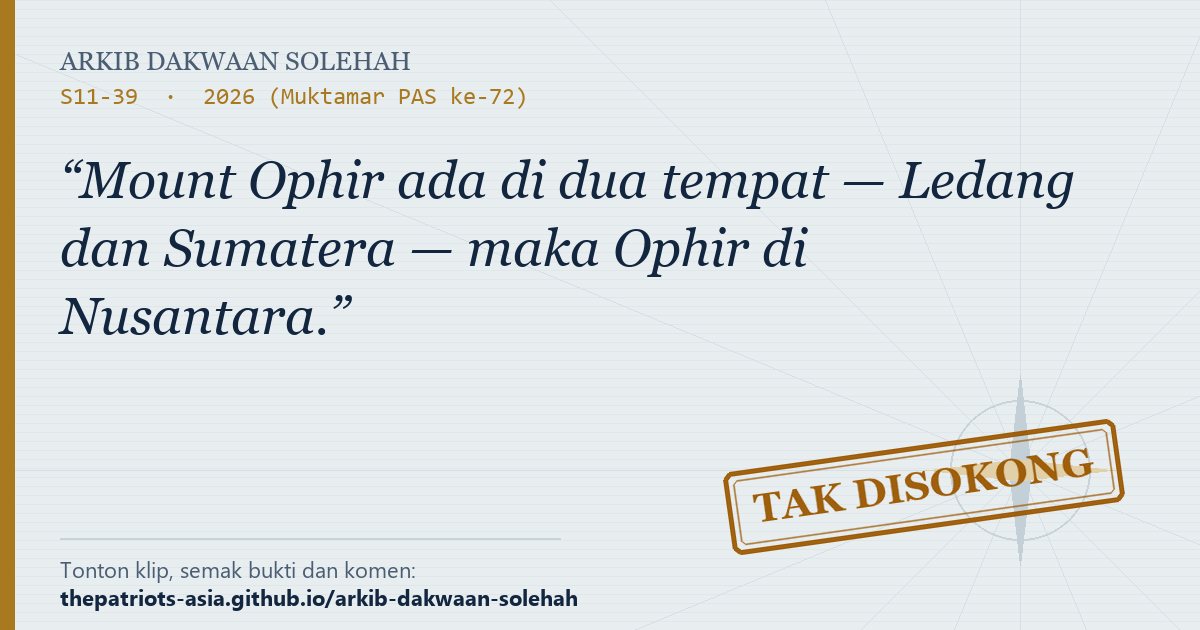 ARKIB DAKWAAN SOLEHAH
S11-39 · 2026 (Muktamar PAS ke-72)
“Mount Ophir ada di dua tempat — Ledang
dan Sumatera — maka Ophir di
Nusantara.”
TAK DISOKONG
Tonton klip, semak bukti dan komen:
thepatriots-asia.github.io/arkib-dakwaan-solehah